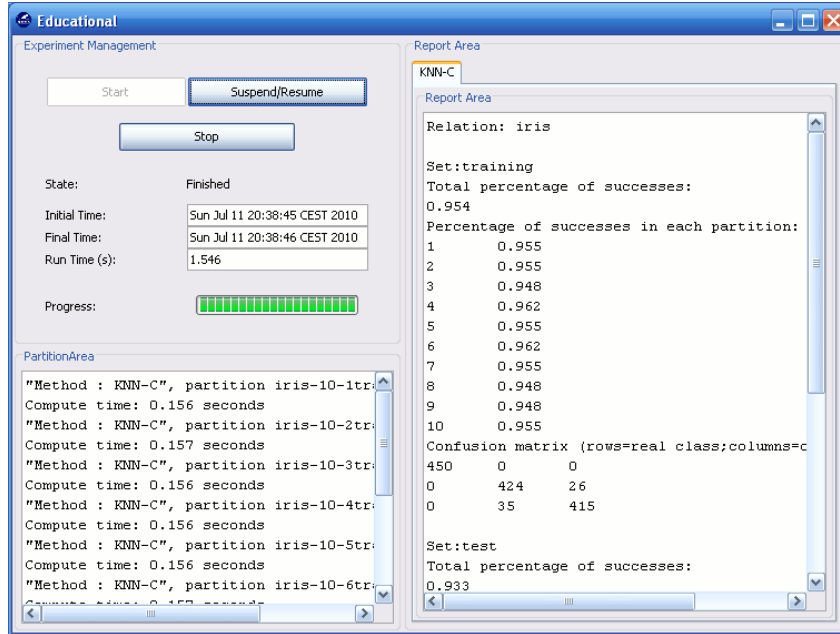 Educational
Experiment Management
Start
Suspend/Resume
Stop
State: Finished
Initial Time: Sun Jul 11 20:38:45 CEST 2010
Final Time: Sun Jul 11 20:38:46 CEST 2010
Run Time (s): 1.546
Progress:
PartitionArea
"Method : KNN-C", partition iris-10-1tra
Compute time: 0.156 seconds
"Method : KNN-C", partition iris-10-2tra
Compute time: 0.157 seconds
"Method : KNN-C", partition iris-10-3tra
Compute time: 0.156 seconds
"Method : KNN-C", partition iris-10-4tra
Compute time: 0.156 seconds
"Method : KNN-C", partition iris-10-5tra
Compute time: 0.156 seconds
"Method : KNN-C", partition iris-10-6tra
Report Area
KNN-C
Report Area
Relation: iris
Set:training
Total percentage of successes:
0.954
Percentage of successes in each partition:
1 0.955
2 0.955
3 0.948
4 0.962
5 0.955
6 0.962
7 0.955
8 0.948
9 0.948
10 0.955
Confusion matrix (rows=real class;columns=c
450 0 0
0 424 26
0 35 415
Set:test
Total percentage of successes:
0.933